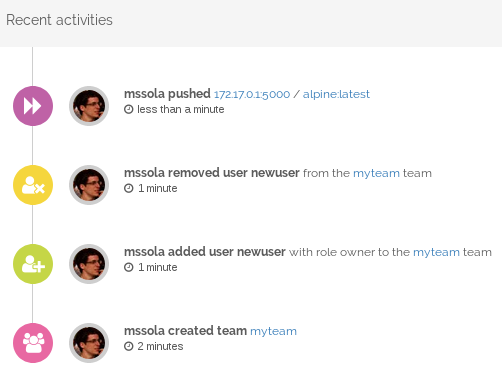 Recent activities
mssola pushed 172.17.0.1:5000 / alpine:latest
less than a minute
mssola removed user newuser from the myteam team
1 minute
mssola added user newuser with role owner to the myteam team
1 minute
mssola created team myteam
2 minutes